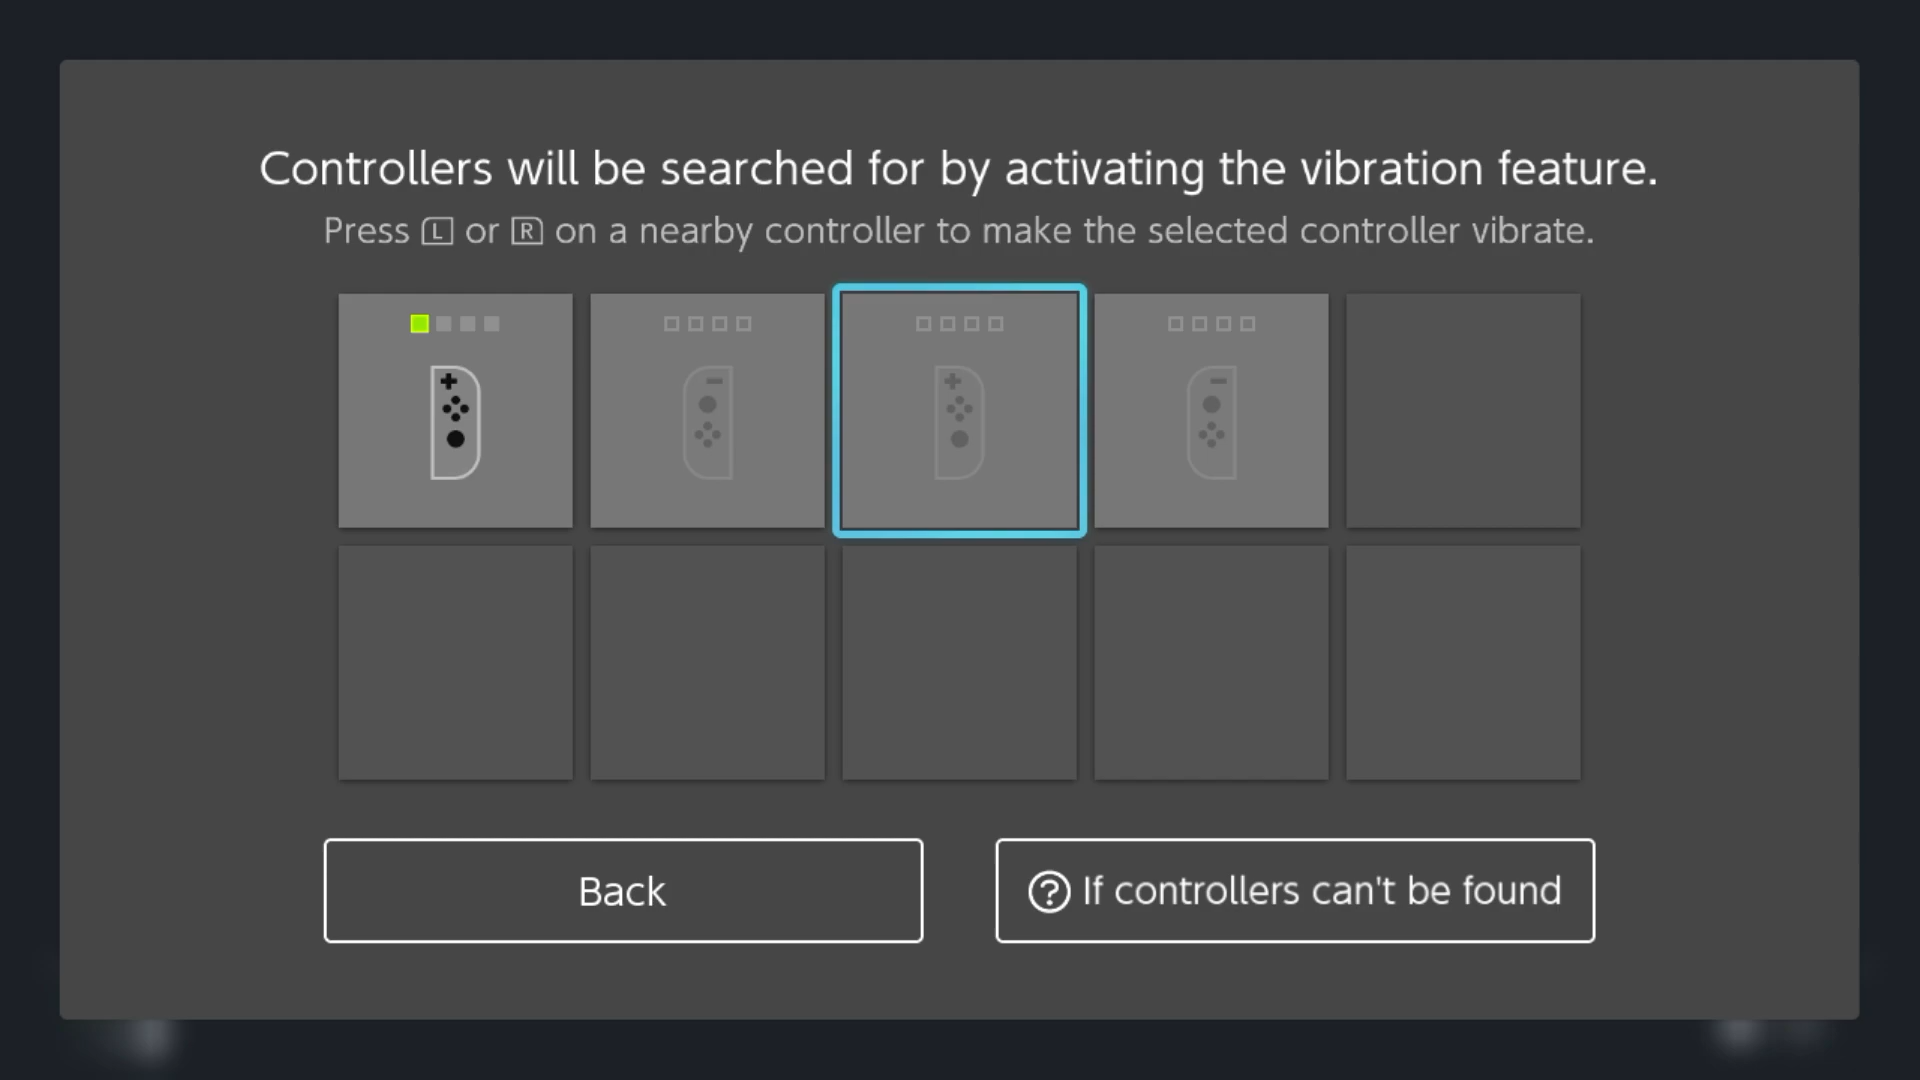 Controllers will be searched for by activating the vibration feature.
Press L or R on a nearby controller to make the selected controller vibrate.
Back
? If controllers can't be found